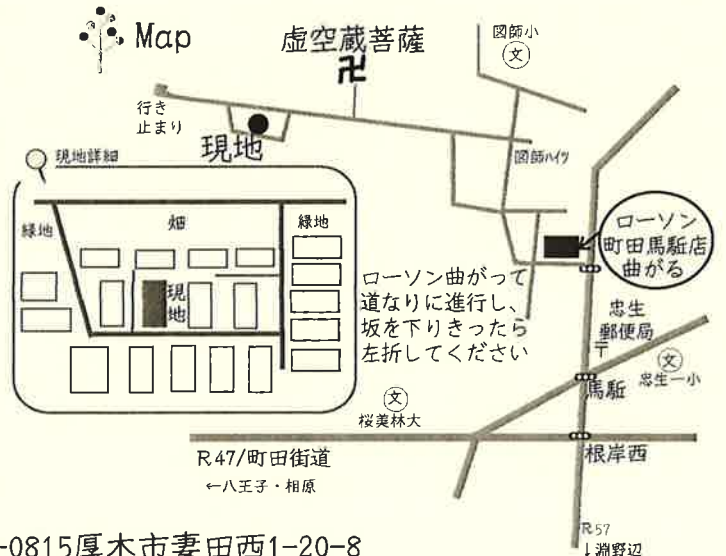 Map
虚空蔵菩薩
卍
図師小
文
行き
止まり
現地
図師ハイツ
現地詳細
緑地
畑
緑地
現
地
ローソン
町田馬駈店
曲がる
ローソン曲がって
道なりに進行し、
坂を下りきったら
左折してください
忠生
郵便局
〒
文
忠生一小
馬駈
文
桜美林大
R47/町田街道
←八王子・相原
根岸西
R57
↓淵野辺
-0815厚木市妻田西1-20-8